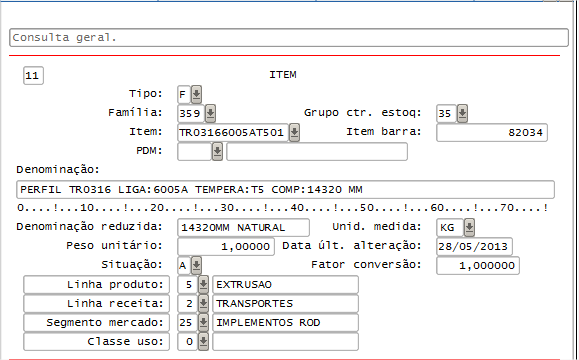 Consulta geral.
11 ITEM
Tipo: F
Família: 359 Grupo ctr. estoq: 35
Item: TR03166005AT501 Item barra: 82034
PDM:
Denominação:
PERFIL TR0316 LIGA:6005A TEMPERA:T5 COMP:14320 MM
0....!...10....!...20....!...30....!...40....!...50....!...60....!...70....!
Denominação reduzida: 14320MM NATURAL Unid. medida: KG
Peso unitário: 1,00000 Data últ. alteração: 28/05/2013
Situação: A Fator conversão: 1,000000
Linha produto: 5 EXTRUSAO
Linha receita: 2 TRANSPORTES
Segmento mercado: 25 IMPLEMENTOS ROD
Classe uso: 0